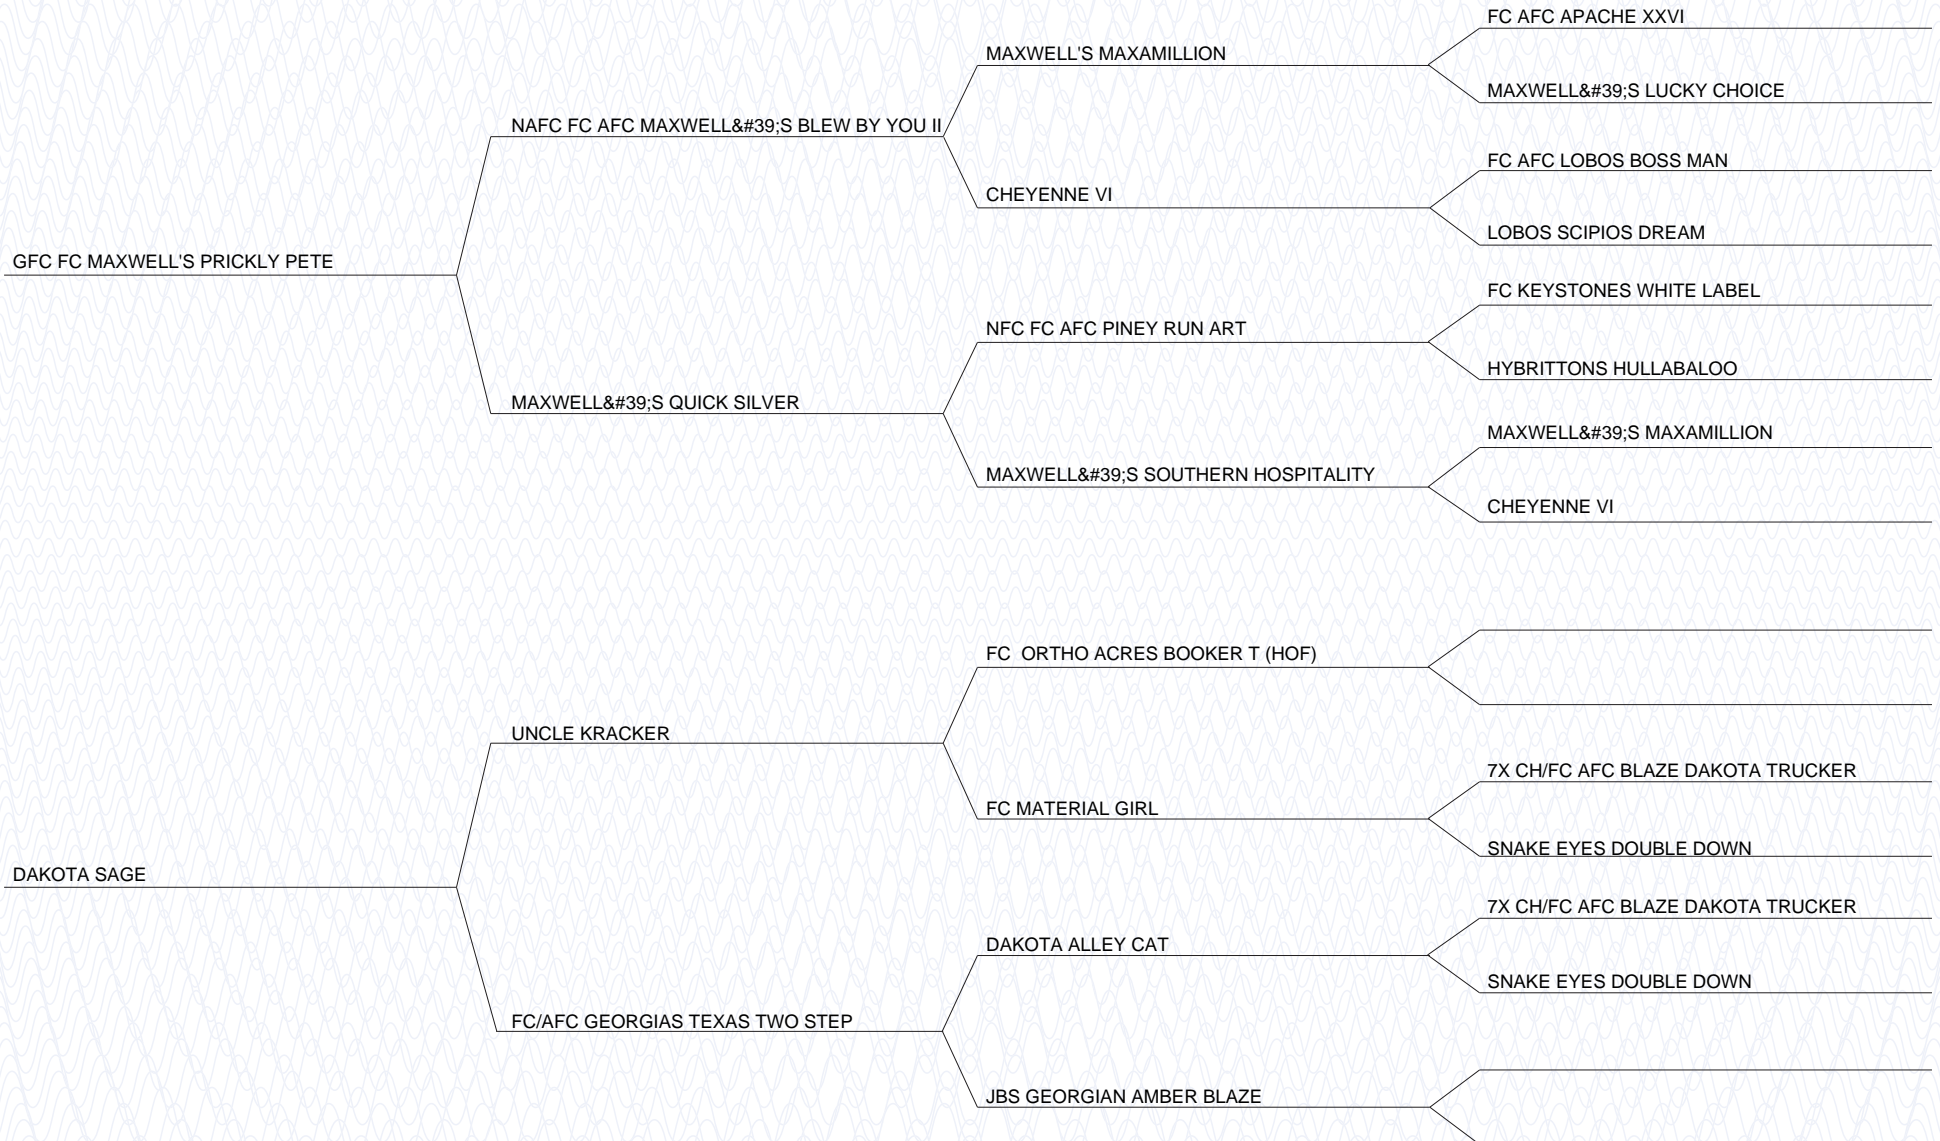 FC AFC APACHE XXVI
MAXWELL'S MAXAMILLION
MAXWELL&#39;S LUCKY CHOICE
NAFC FC AFC MAXWELL&#39;S BLEW BY YOU II
FC AFC LOBOS BOSS MAN
CHEYENNE VI
LOBOS SCIPIOS DREAM
GFC FC MAXWELL'S PRICKLY PETE
FC KEYSTONES WHITE LABEL
NFC FC AFC PINEY RUN ART
HYBRITTONS HULLABALOO
MAXWELL&#39;S QUICK SILVER
MAXWELL&#39;S MAXAMILLION
MAXWELL&#39;S SOUTHERN HOSPITALITY
CHEYENNE VI
FC  ORTHO ACRES BOOKER T (HOF)
UNCLE KRACKER
7X CH/FC AFC BLAZE DAKOTA TRUCKER
FC MATERIAL GIRL
SNAKE EYES DOUBLE DOWN
DAKOTA SAGE
7X CH/FC AFC BLAZE DAKOTA TRUCKER
DAKOTA ALLEY CAT
SNAKE EYES DOUBLE DOWN
FC/AFC GEORGIAS TEXAS TWO STEP
JBS GEORGIAN AMBER BLAZE